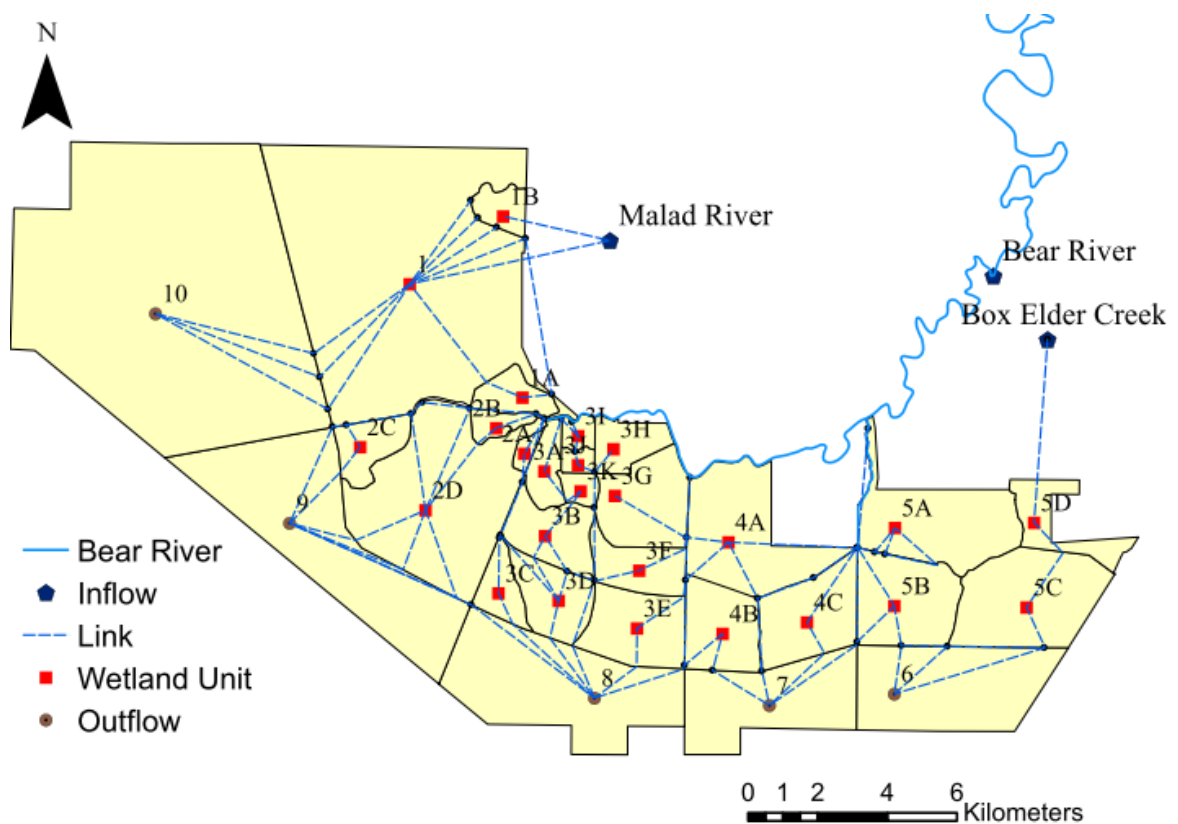 N
1B
Malad River
Bear River
1
10
Box Elder Creek
1A
2B
3I
2C
2A
3J
3H
3A
3K
3G
9
2D
5A
5D
4A
3B
3F
3C
3D
5B
5C
3E
4B
4C
8
7
6
Bear River
Inflow
Link
Wetland Unit
Outflow
0 1 2 4 6
Kilometers